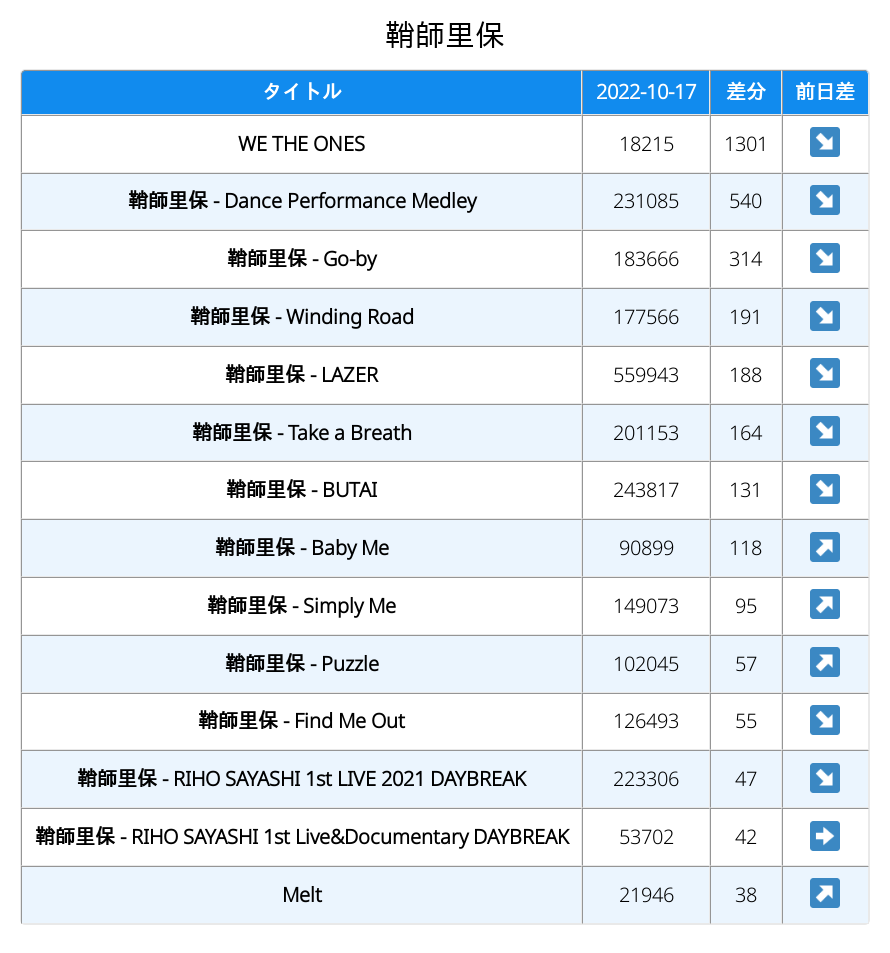 鞘師里保
タイトル 2022-10-17 差分 前日差
WE THE ONES 18215 1301 ↘
鞘師里保 - Dance Performance Medley 231085 540 ↘
鞘師里保 - Go-by 183666 314 ↘
鞘師里保 - Winding Road 177566 191 ↘
鞘師里保 - LAZER 559943 188 ↘
鞘師里保 - Take a Breath 201153 164 ↘
鞘師里保 - BUTAI 243817 131 ↘
鞘師里保 - Baby Me 90899 118 ↗
鞘師里保 - Simply Me 149073 95 ↗
鞘師里保 - Puzzle 102045 57 ↗
鞘師里保 - Find Me Out 126493 55 ↘
鞘師里保 - RIHO SAYASHI 1st LIVE 2021 DAYBREAK 223306 47 ↘
鞘師里保 - RIHO SAYASHI 1st Live&Documentary DAYBREAK 53702 42 ➡
Melt 21946 38 ↗